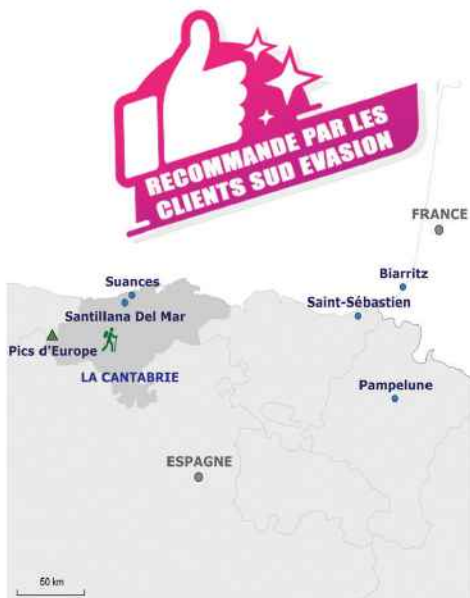 RECOMMANDE PAR LES
CLIENTS SUD EVASION
FRANCE
Suances
Biarritz
Santillana Del Mar
Saint-Sébastien
Pics d'Europe
LA CANTABRIE
Pampelune
ESPAGNE
50 km